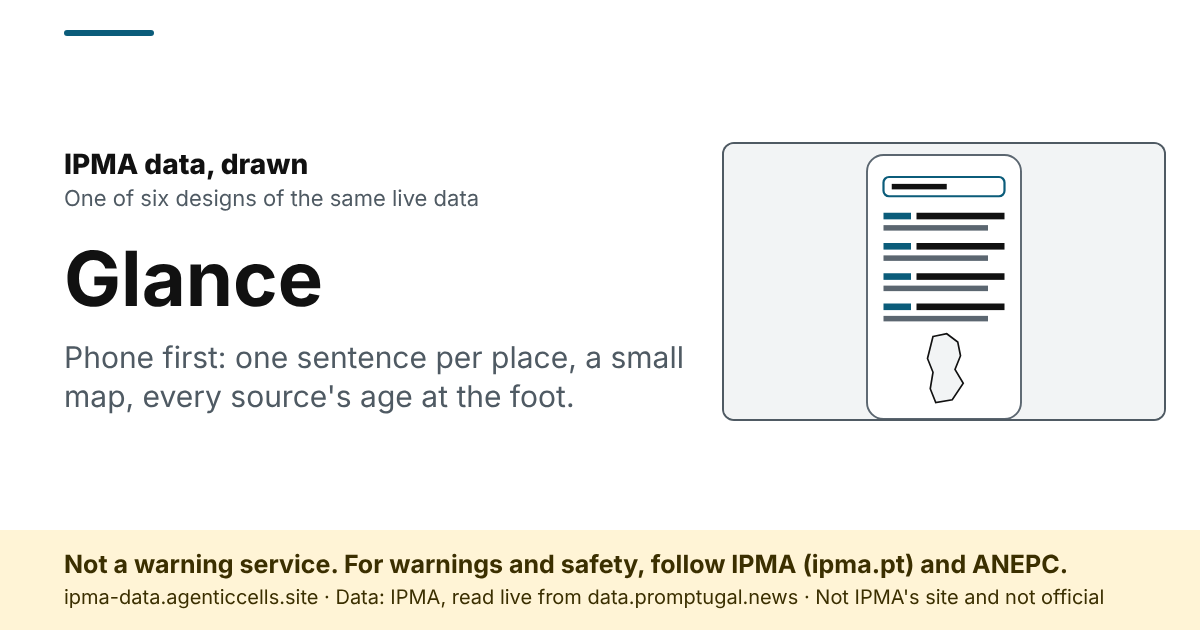 IPMA data, drawn
One of six designs of the same live data
Glance
Phone first: one sentence per place, a small
map, every source's age at the foot.
Not a warning service. For warnings and safety, follow IPMA (ipma.pt) and ANEPC.
ipma-data.agenticcells.site · Data: IPMA, read live from data.promptugal.news · Not IPMA's site and not official